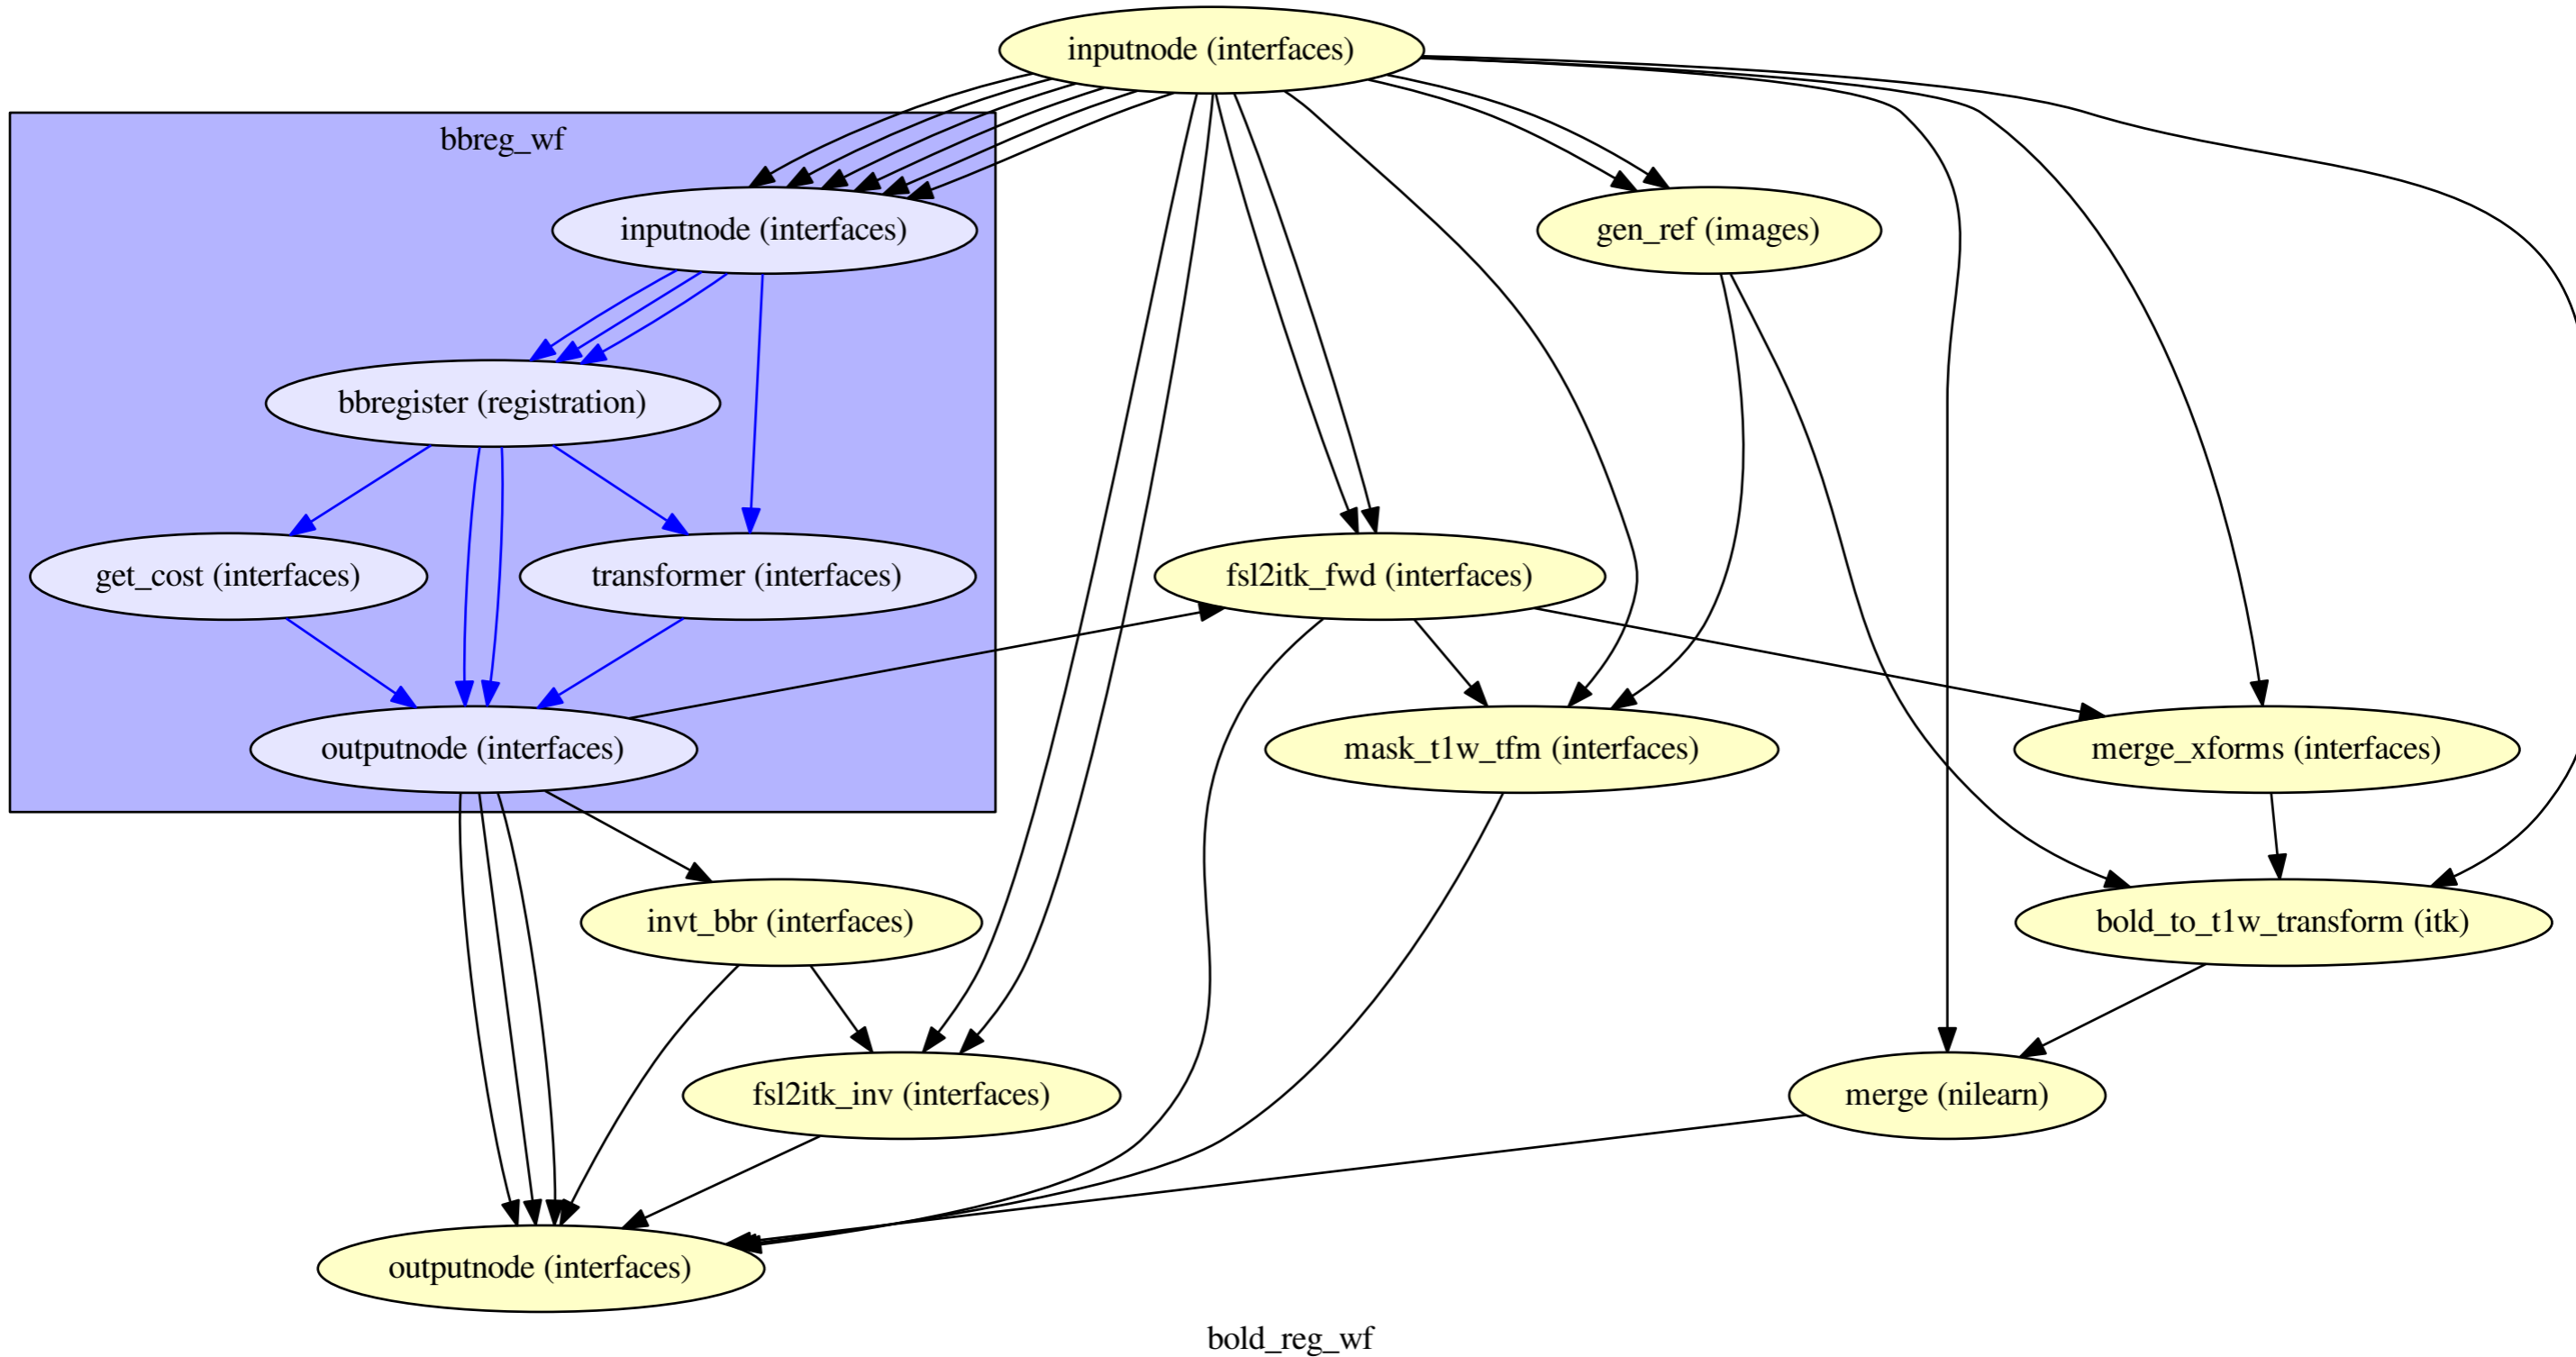 inputnode (interfaces)
bbreg_wf
inputnode (interfaces)
gen_ref (images)
bbregister (registration)
get_cost (interfaces)
transformer (interfaces)
fsl2itk_fwd (interfaces)
outputnode (interfaces)
mask_t1w_tfm (interfaces)
merge_xforms (interfaces)
invt_bbr (interfaces)
bold_to_t1w_transform (itk)
fsl2itk_inv (interfaces)
merge (nilearn)
outputnode (interfaces)
bold_reg_wf